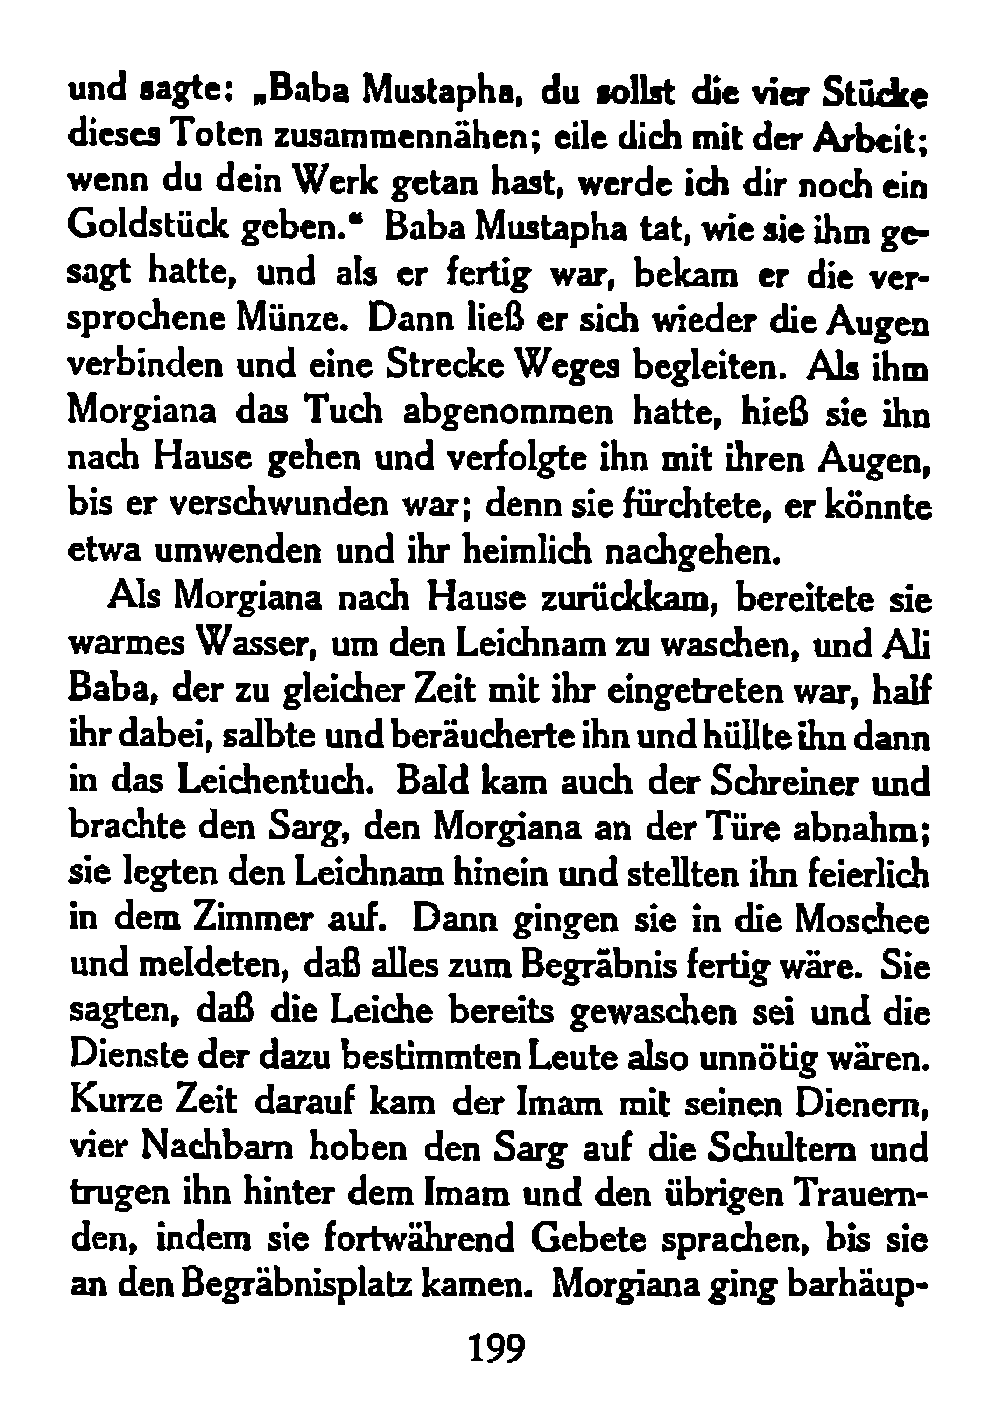 und sagte: „Baba Mustapha, du sollst die vier Stücke
dieses Toten zusammennähen; eile dich mit der Arbeit;
wenn du dein Werk getan hast, werde ich dir noch ein
Goldstück geben.“ Baba Mustapha tat, wie sie ihm ge-
sagt hatte, und als er fertig war, bekam er die ver-
sprochene Münze. Dann ließ er sich wieder die Augen
verbinden und eine Strecke Weges begleiten. Als ihm
Morgiana das Tuch abgenommen hatte, hieß sie ihn
nach Hause gehen und verfolgte ihn mit ihren Augen,
bis er verschwunden war; denn sie fürchtete, er könnte
etwa umwenden und ihr heimlich nachgehen.
Als Morgiana nach Hause zurückkam, bereitete sie
warmes Wasser, um den Leichnam zu waschen, und Ali
Baba, der zu gleicher Zeit mit ihr eingetreten war, half
ihr dabei, salbte und beräucherte ihn und hüllte ihn dann
in das Leichentuch. Bald kam auch der Schreiner und
brachte den Sarg, den Morgiana an der Türe abnahm;
sie legten den Leichnam hinein und stellten ihn feierlich
in dem Zimmer auf. Dann gingen sie in die Moschee
und meldeten, daß alles zum Begräbnis fertig wäre. Sie
sagten, daß die Leiche bereits gewaschen sei und die
Dienste der dazu bestimmten Leute also unnötig wären.
Kurze Zeit darauf kam der Imam mit seinen Dienern,
vier Nachbarn hoben den Sarg auf die Schultern und
trugen ihn hinter dem Imam und den übrigen Trauern-
den, indem sie fortwährend Gebete sprachen, bis sie
an den Begräbnisplatz kamen. Morgiana ging barhäup-
199